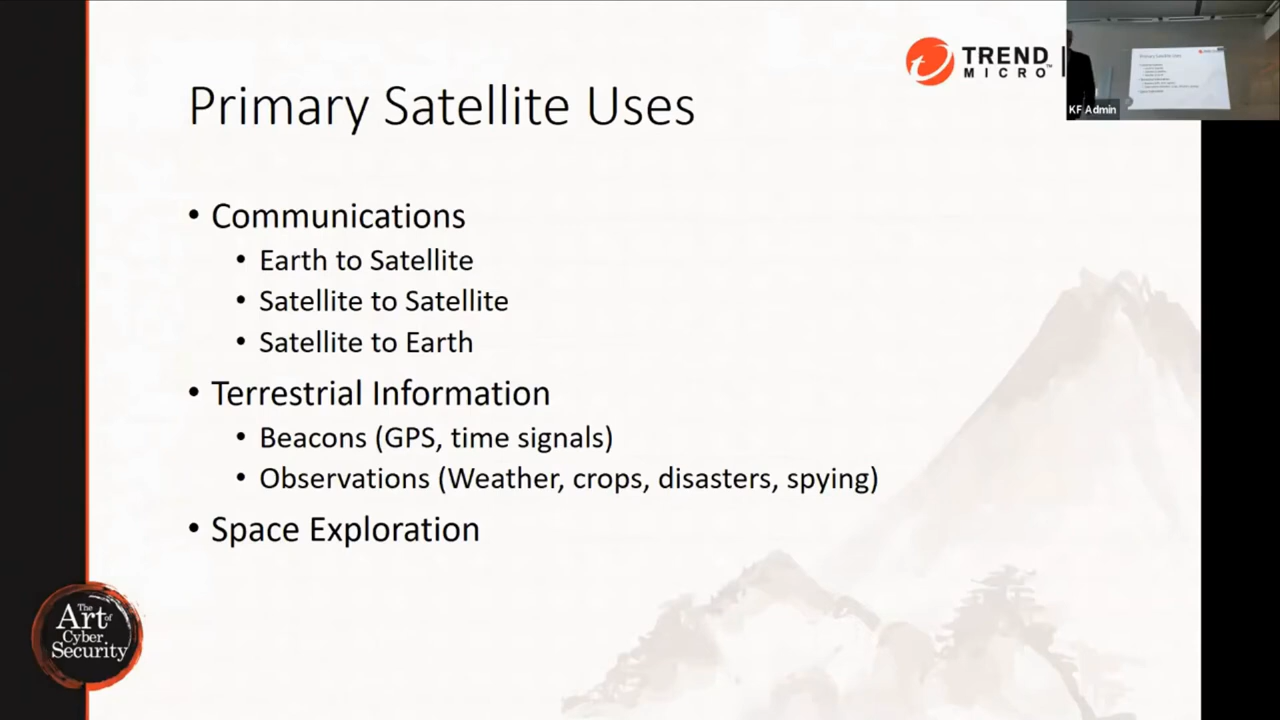 Primary Satellite Uses
TREND
MICRO™
KF Admin
• Communications
• Earth to Satellite
• Satellite to Satellite
• Satellite to Earth
• Terrestrial Information
• Beacons (GPS, time signals)
• Observations (Weather, crops, disasters, spying)
• Space Exploration
The
Art of
Cyber
Security